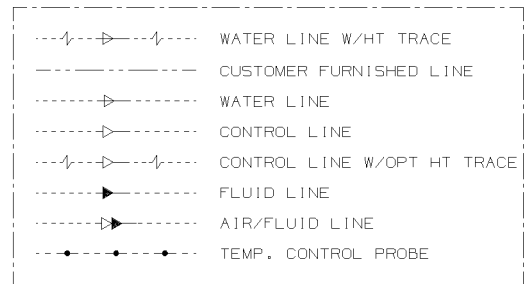 WATER LINE W/HT TRACE
CUSTOMER FURNISHED LINE
WATER LINE
CONTROL LINE
CONTROL LINE W/OPT HT TRACE
FLUID LINE
AIR/FLUID LINE
TEMP. CONTROL PROBE